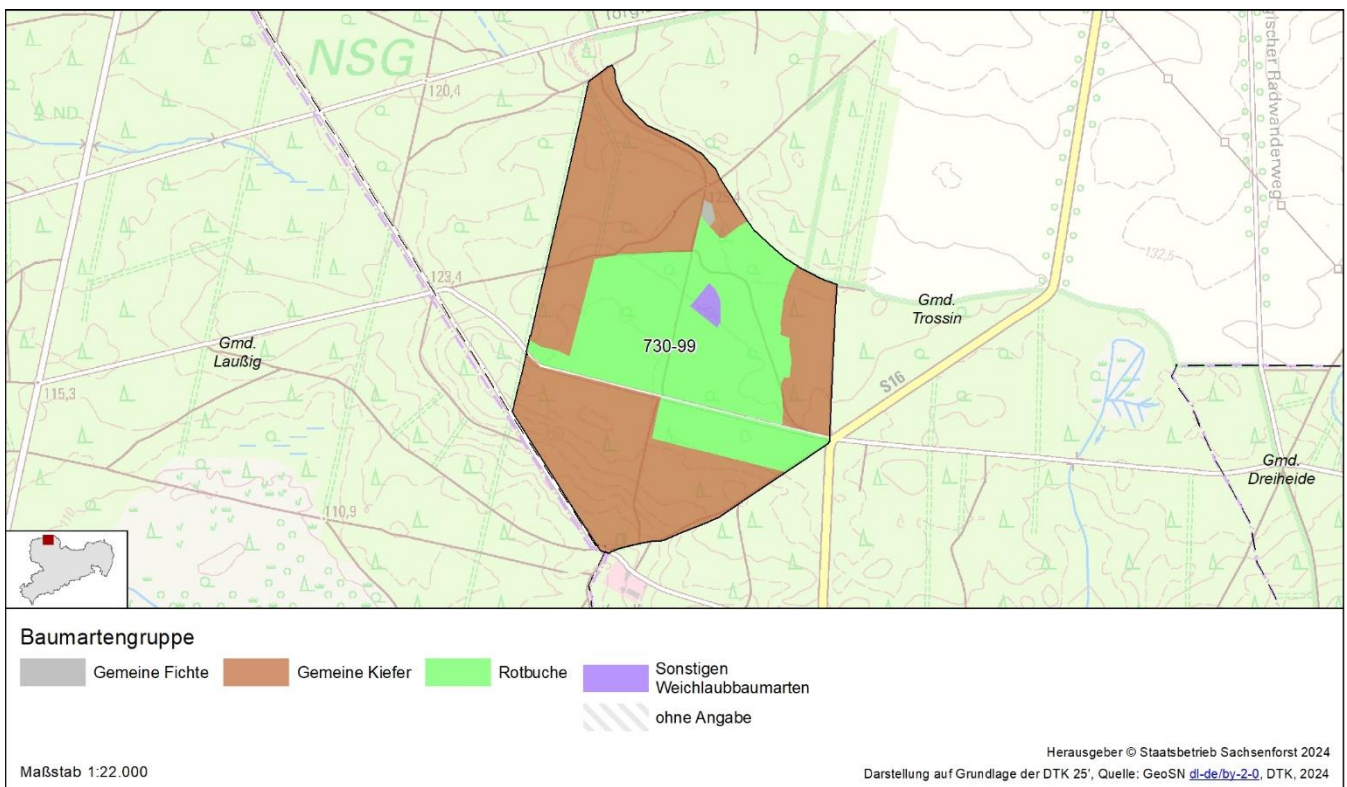 NSG
120,4
ND
Radwanderweg
132,5
123,4
Gmd.
Trossin
Gmd.
Laußig
730-99
S16
115,3
Gmd.
Dreiheide
110,9
Baumartengruppe
Gemeine Fichte
Gemeine Kiefer
Rotbuche
Sonstigen
Weichlaubbaumarten
ohne Angabe
Herausgeber © Staatsbetrieb Sachsenforst 2024
Maßstab 1:22.000
Darstellung auf Grundlage der DTK 25', Quelle: GeoSN dl-de/by-2-0, DTK, 2024